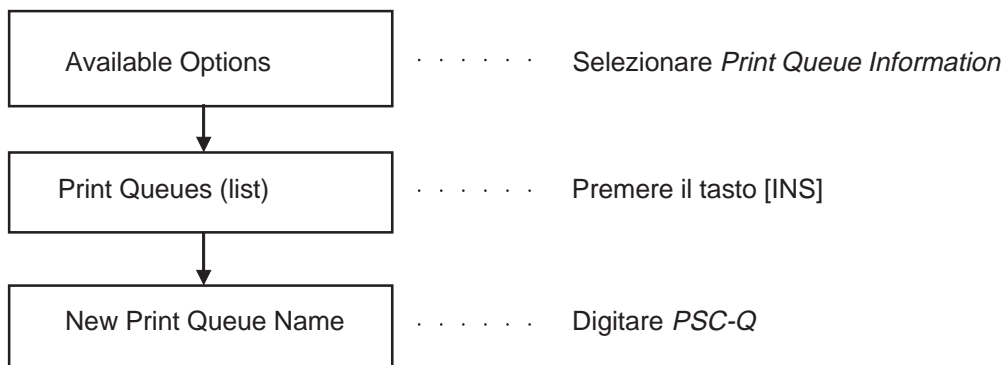 Available Options . . . . . . Selezionare Print Queue Information
Print Queues (list) . . . . . . Premere il tasto [INS]
New Print Queue Name . . . . . . Digitare PSC-Q